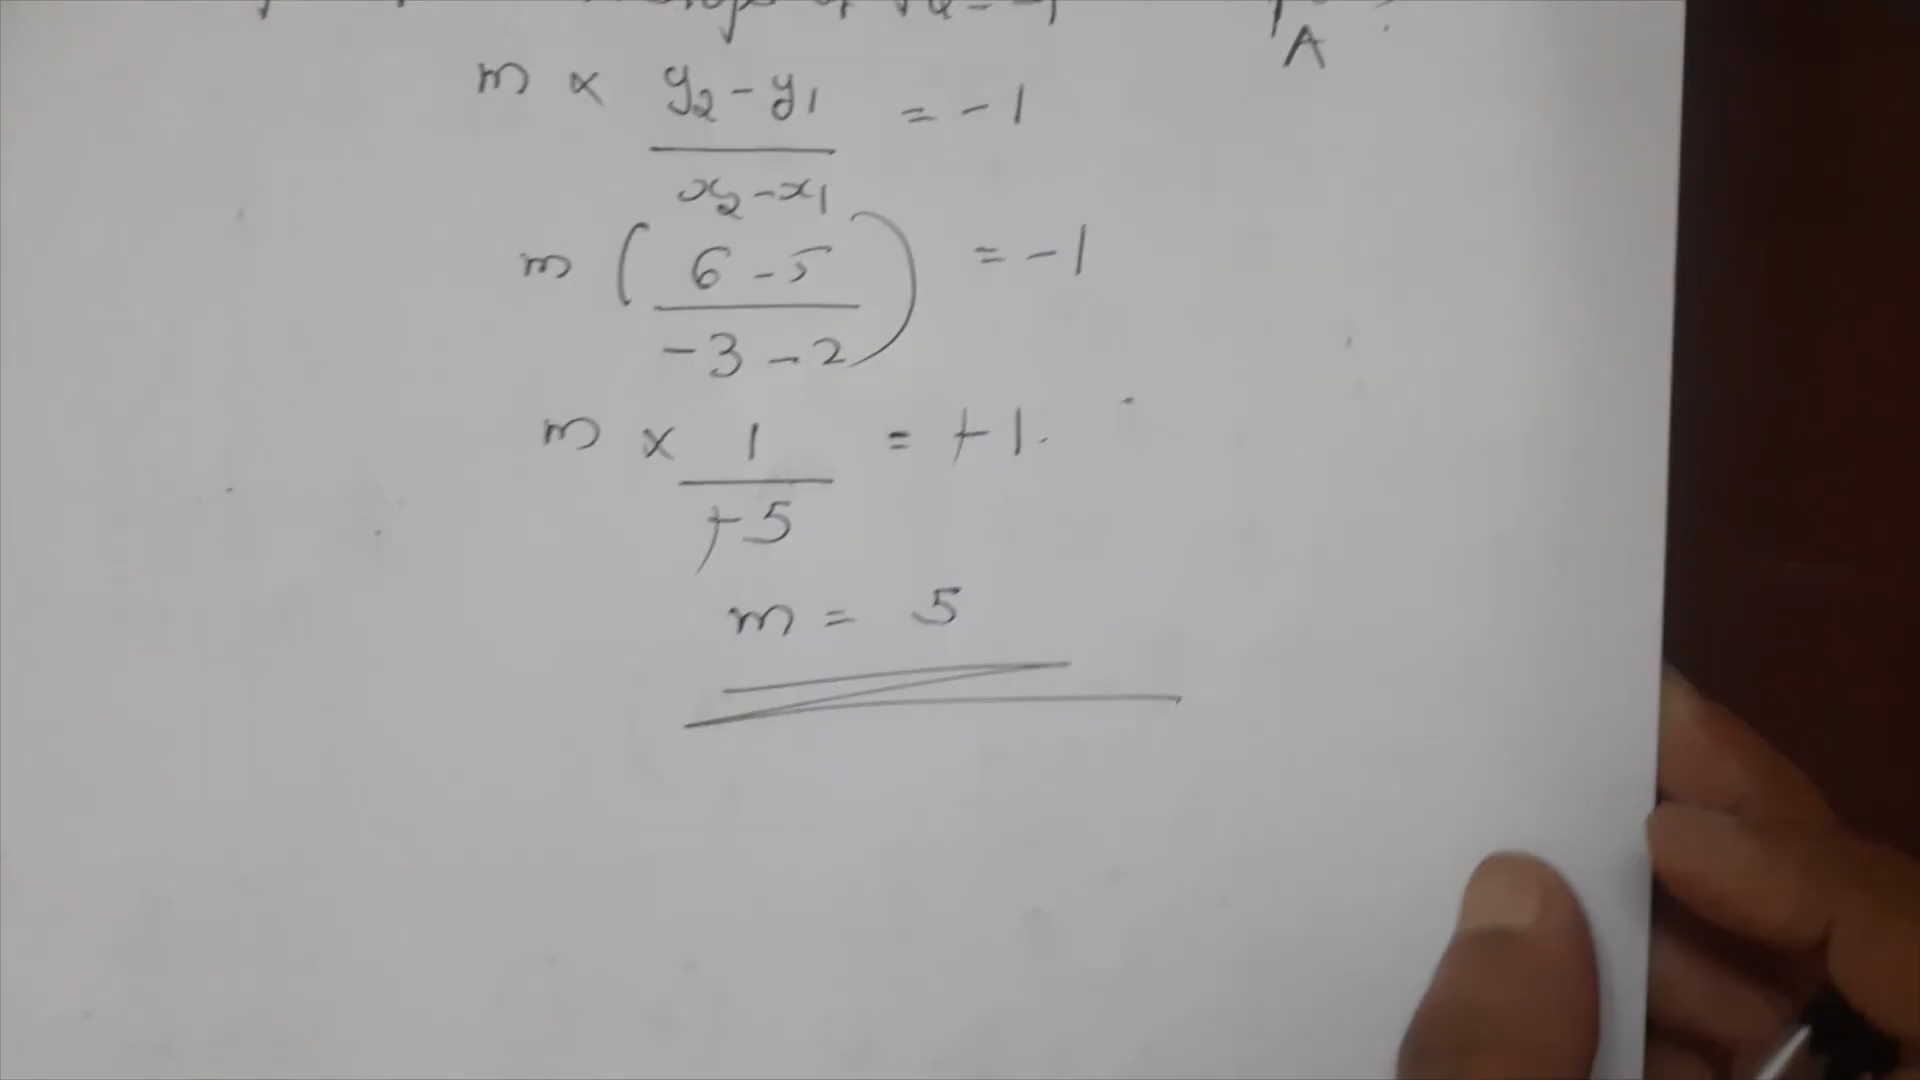 A
m × y2 - y1 / x2 - x1 = -1
m ( 6 - 5 / -3 - 2 ) = -1
m × 1 / +5 = +1.
m = 5